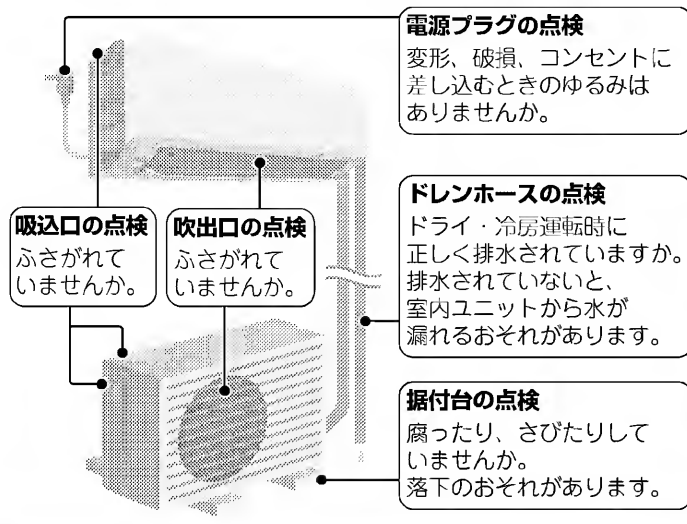 電源プラグの点検
変形、破損、コンセントに
差し込むときのゆるみは
ありませんか。
吸込口の点検
ふさがれて
いませんか。
吹出口の点検
ふさがれて
いませんか。
ドレンホースの点検
ドライ・冷房運転時に
正しく排水されていますか。
排水されていないと、
室内ユニットから水が
漏れるおそれがあります。
据付台の点検
腐ったり、さびたりして
いませんか。
落下のおそれがあります。